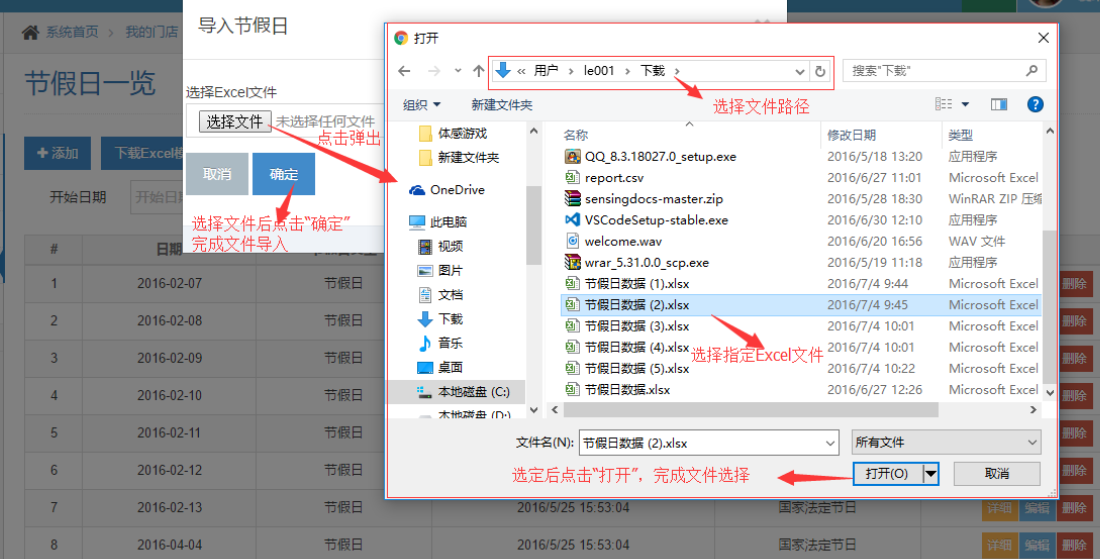 系统首页 > 我的门店
节假日一览
+ 添加
下载Excel模
开始日期
开始日期
导入节假日
选择Excel文件
选择文件 未选择任何文件
点击弹出
取消
确定
选择文件后点击“确定”
完成文件导入
打开
« 用户 > le001 > 下载 >
搜索"下载"
选择文件路径
组织
新建文件夹
体感游戏
新建文件夹
OneDrive
此电脑
视频
图片
文档
下载
音乐
桌面
本地磁盘 (C:)
本地磁盘 (D:)
名称 修改日期 类型
QQ_8.3.18027.0_setup.exe 2016/5/18 13:20 应用程序
report.csv 2016/6/27 11:01 Microsoft Excel
sensingdocs-master.zip 2016/5/28 18:30 WinRAR ZIP 压缩
VSCodeSetup-stable.exe 2016/6/30 12:10 应用程序
welcome.wav 2016/6/20 16:56 WAV 文件
wrar_5.31.0.0_scp.exe 2016/5/19 11:18 应用程序
节假日数据 (1).xlsx 2016/7/4 9:44 Microsoft Excel
节假日数据 (2).xlsx 2016/7/4 9:45 Microsoft Excel
节假日数据 (3).xlsx 2016/7/4 10:01 Microsoft Excel
节假日数据 (4).xlsx 2016/7/4 10:01 Microsoft Excel
节假日数据 (5).xlsx 2016/7/4 10:22 Microsoft Excel
节假日数据.xlsx 2016/6/27 12:26 Microsoft Excel
选择指定Excel文件
文件名(N): 节假日数据 (2).xlsx
所有文件
选定后点击“打开”，完成文件选择
打开(O)
取消
# 日期
1 2016-02-07 节假日 删除
2 2016-02-08 节假日 删除
3 2016-02-09 节假日 删除
4 2016-02-10 节假日 删除
5 2016-02-11 节假日 删除
6 2016-02-12 节假日 删除
7 2016-02-13 节假日 2016/5/25 15:53:04 国家法定节日 详细 编辑 删除
8 2016-04-04 节假日 2016/5/25 15:53:04 国家法定节日 详细 编辑 删除